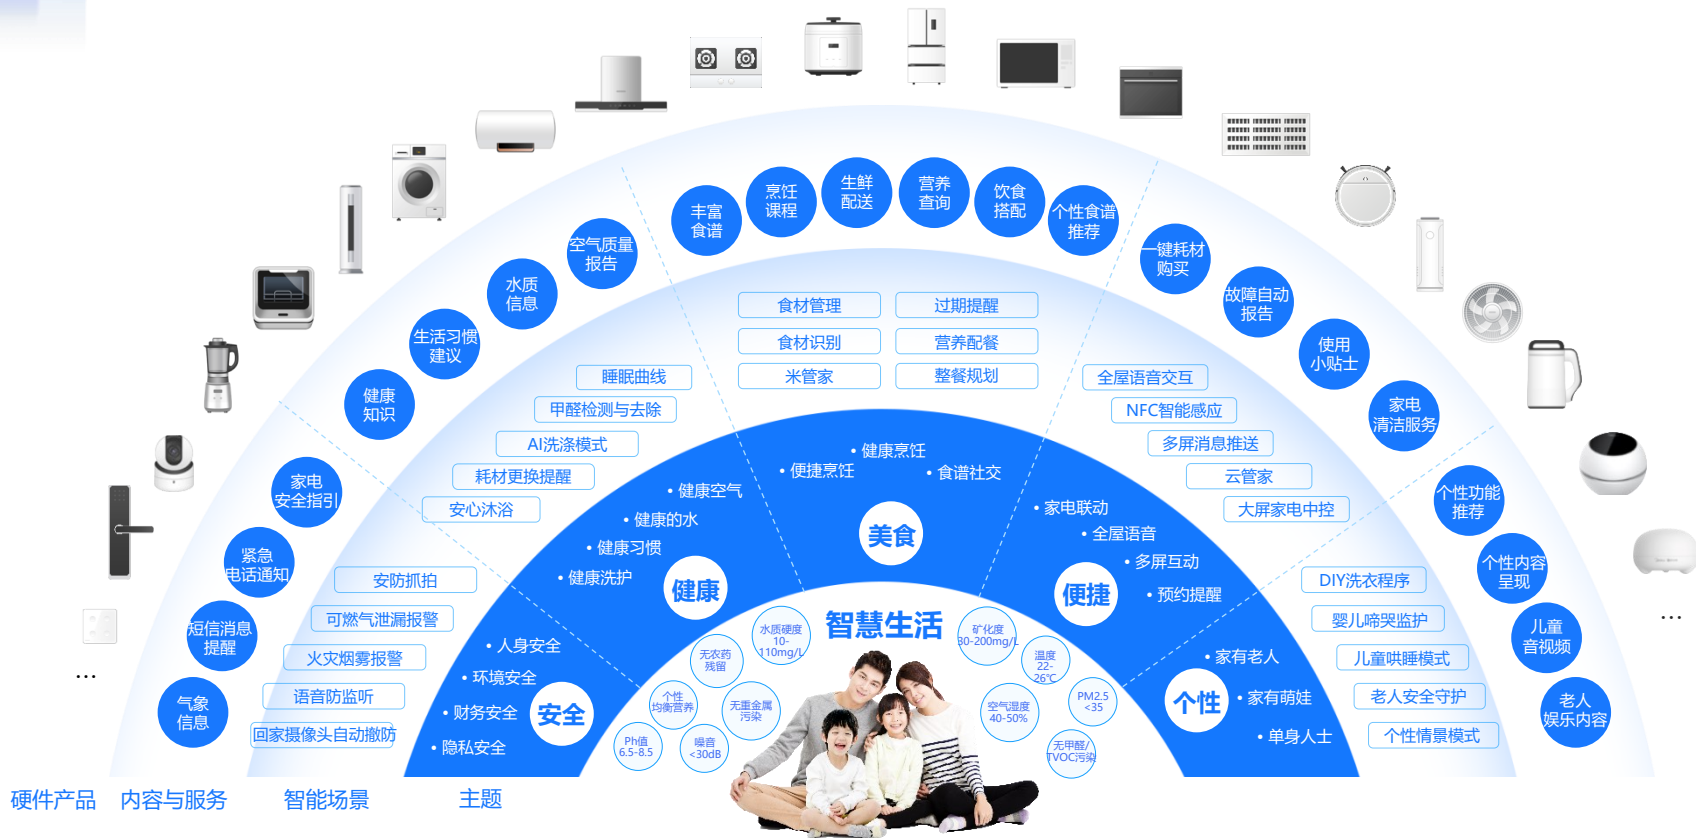 丰富
食谱
烹饪
课程
生鲜
配送
营养
查询
饮食
搭配
个性食谱
推荐
一键耗材
购买
故障自动
报告
使用
小贴士
家电
清洁服务
个性功能
推荐
个性内容
呈现
儿童
音视频
老人
娱乐内容
空气质量
报告
水质
信息
生活习惯
建议
健康
知识
家电
安全指引
紧急
电话通知
短信消息
提醒
气象
信息
食材管理
过期提醒
食材识别
营养配餐
米管家
整餐规划
睡眠曲线
甲醛检测与去除
AI洗涤模式
耗材更换提醒
安心沐浴
全屋语音交互
NFC智能感应
多屏消息推送
云管家
大屏家电中控
安防抓拍
可燃气泄漏报警
火灾烟雾报警
语音防监听
回家摄像头自动撤防
DIY洗衣程序
婴儿啼哭监护
儿童哄睡模式
老人安全守护
个性情景模式
• 健康烹饪
• 便捷烹饪
• 食谱社交
美食
• 健康空气
• 健康的水
• 健康习惯
• 健康洗护
健康
• 家电联动
• 全屋语音
• 多屏互动
• 预约提醒
便捷
• 人身安全
• 环境安全
• 财务安全
• 隐私安全
安全
• 家有老人
• 家有萌娃
• 单身人士
个性
智慧生活
水质硬度
10-
110mg/L
无农药
残留
个性
均衡营养
无重金属
污染
Ph值
6.5-8.5
噪音
<30dB
矿化度
30-200mg/L
温度
22-
26℃
空气湿度
40-50%
PM2.5
<35
无甲醛/
TVOC污染
...
...
硬件产品
内容与服务
智能场景
主题